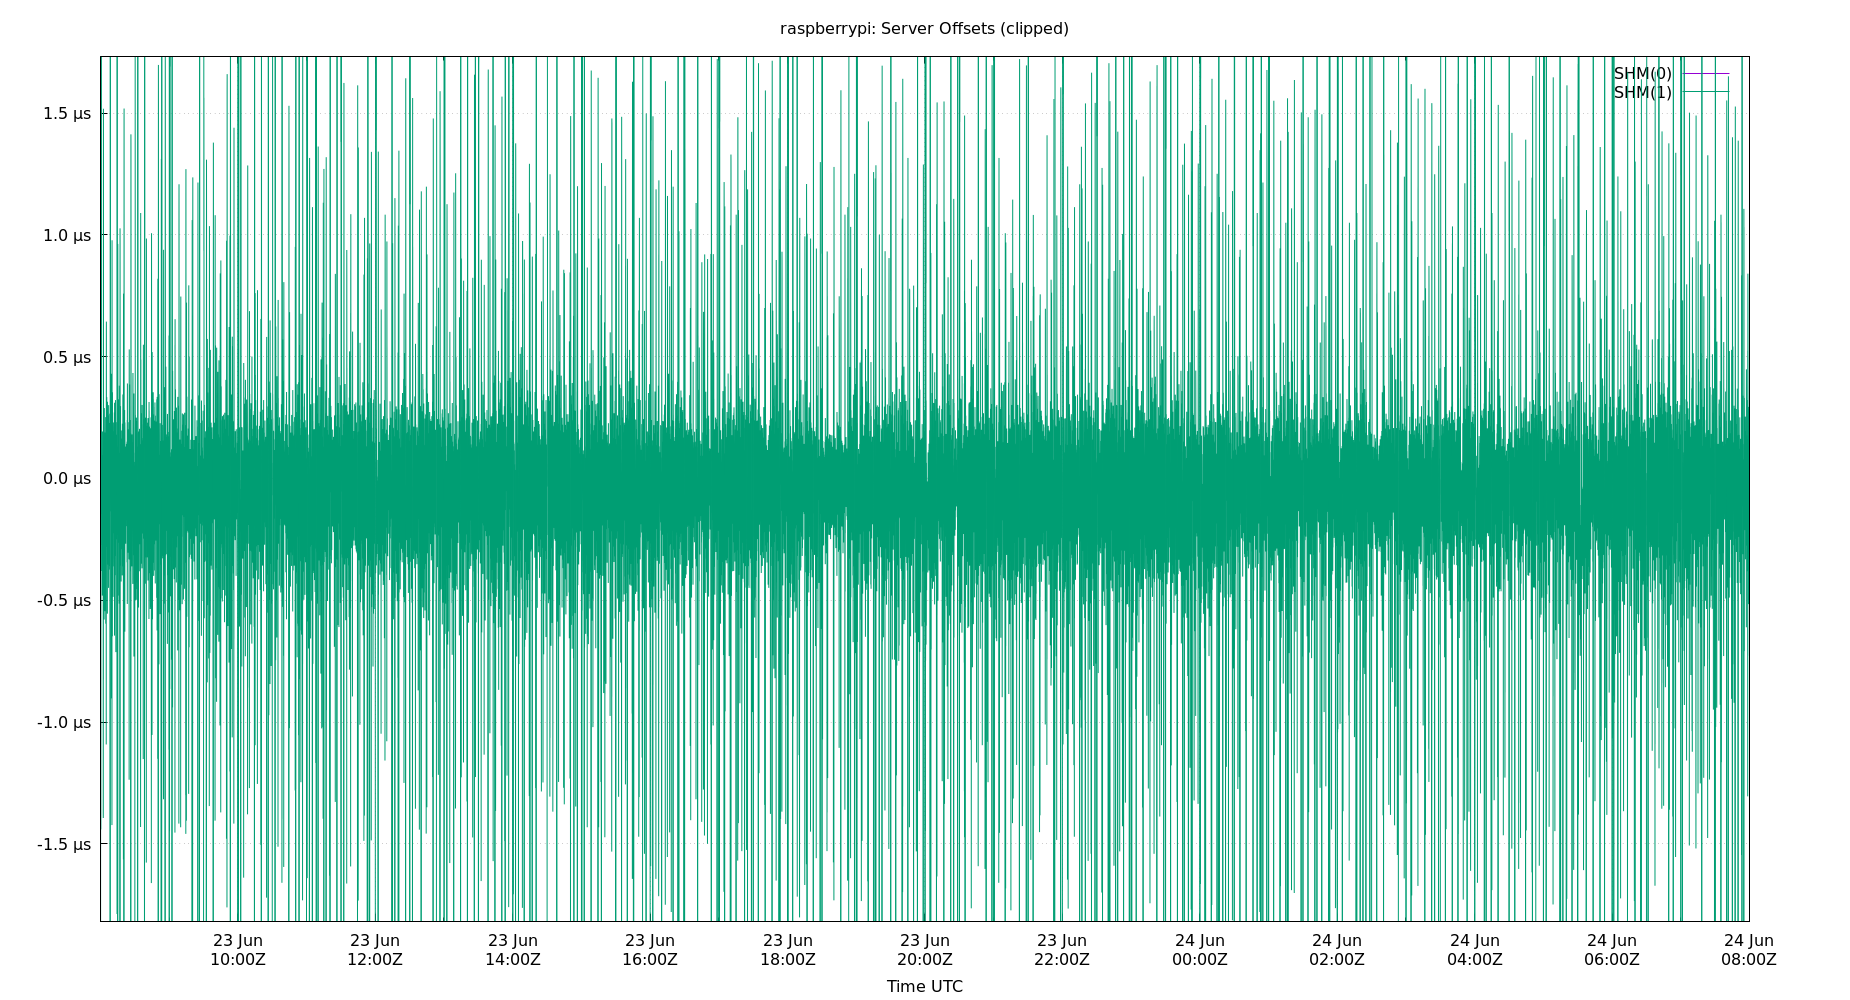 raspberrypi: Server Offsets (clipped)
SHM(0)
SHM(1)
1.5 µs
1.0 µs
0.5 µs
0.0 µs
-0.5 µs
-1.0 µs
-1.5 µs
23 Jun 23 Jun 23 Jun 23 Jun 23 Jun 23 Jun 23 Jun 24 Jun 24 Jun 24 Jun 24 Jun 24 Jun
10:00Z 12:00Z 14:00Z 16:00Z 18:00Z 20:00Z 22:00Z 00:00Z 02:00Z 04:00Z 06:00Z 08:00Z
Time UTC